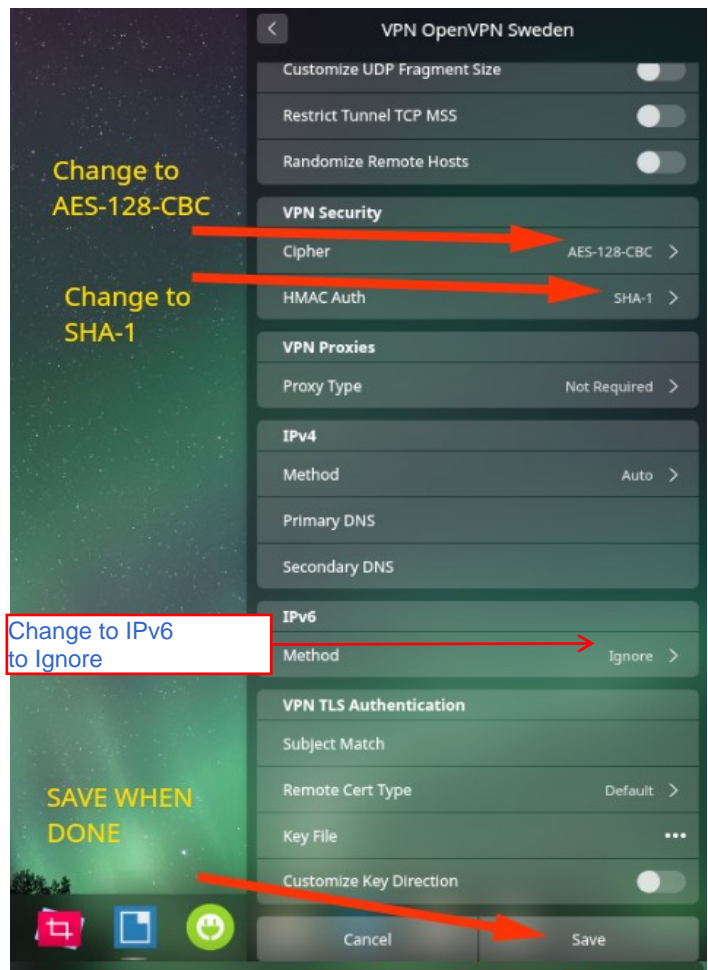 VPN OpenVPN Sweden
Customize UDP Fragment Size
Restrict Tunnel TCP MSS
Randomize Remote Hosts
Change to
AES-128-CBC
VPN Security
Cipher AES-128-CBC
Change to
SHA-1
HMAC Auth SHA-1
VPN Proxies
Proxy Type Not Required
IPv4
Method Auto
Primary DNS
Secondary DNS
IPv6
Change to IPv6
to Ignore
Method Ignore
VPN TLS Authentication
Subject Match
Remote Cert Type Default
SAVE WHEN
DONE
Key File
Customize Key Direction
Cancel Save